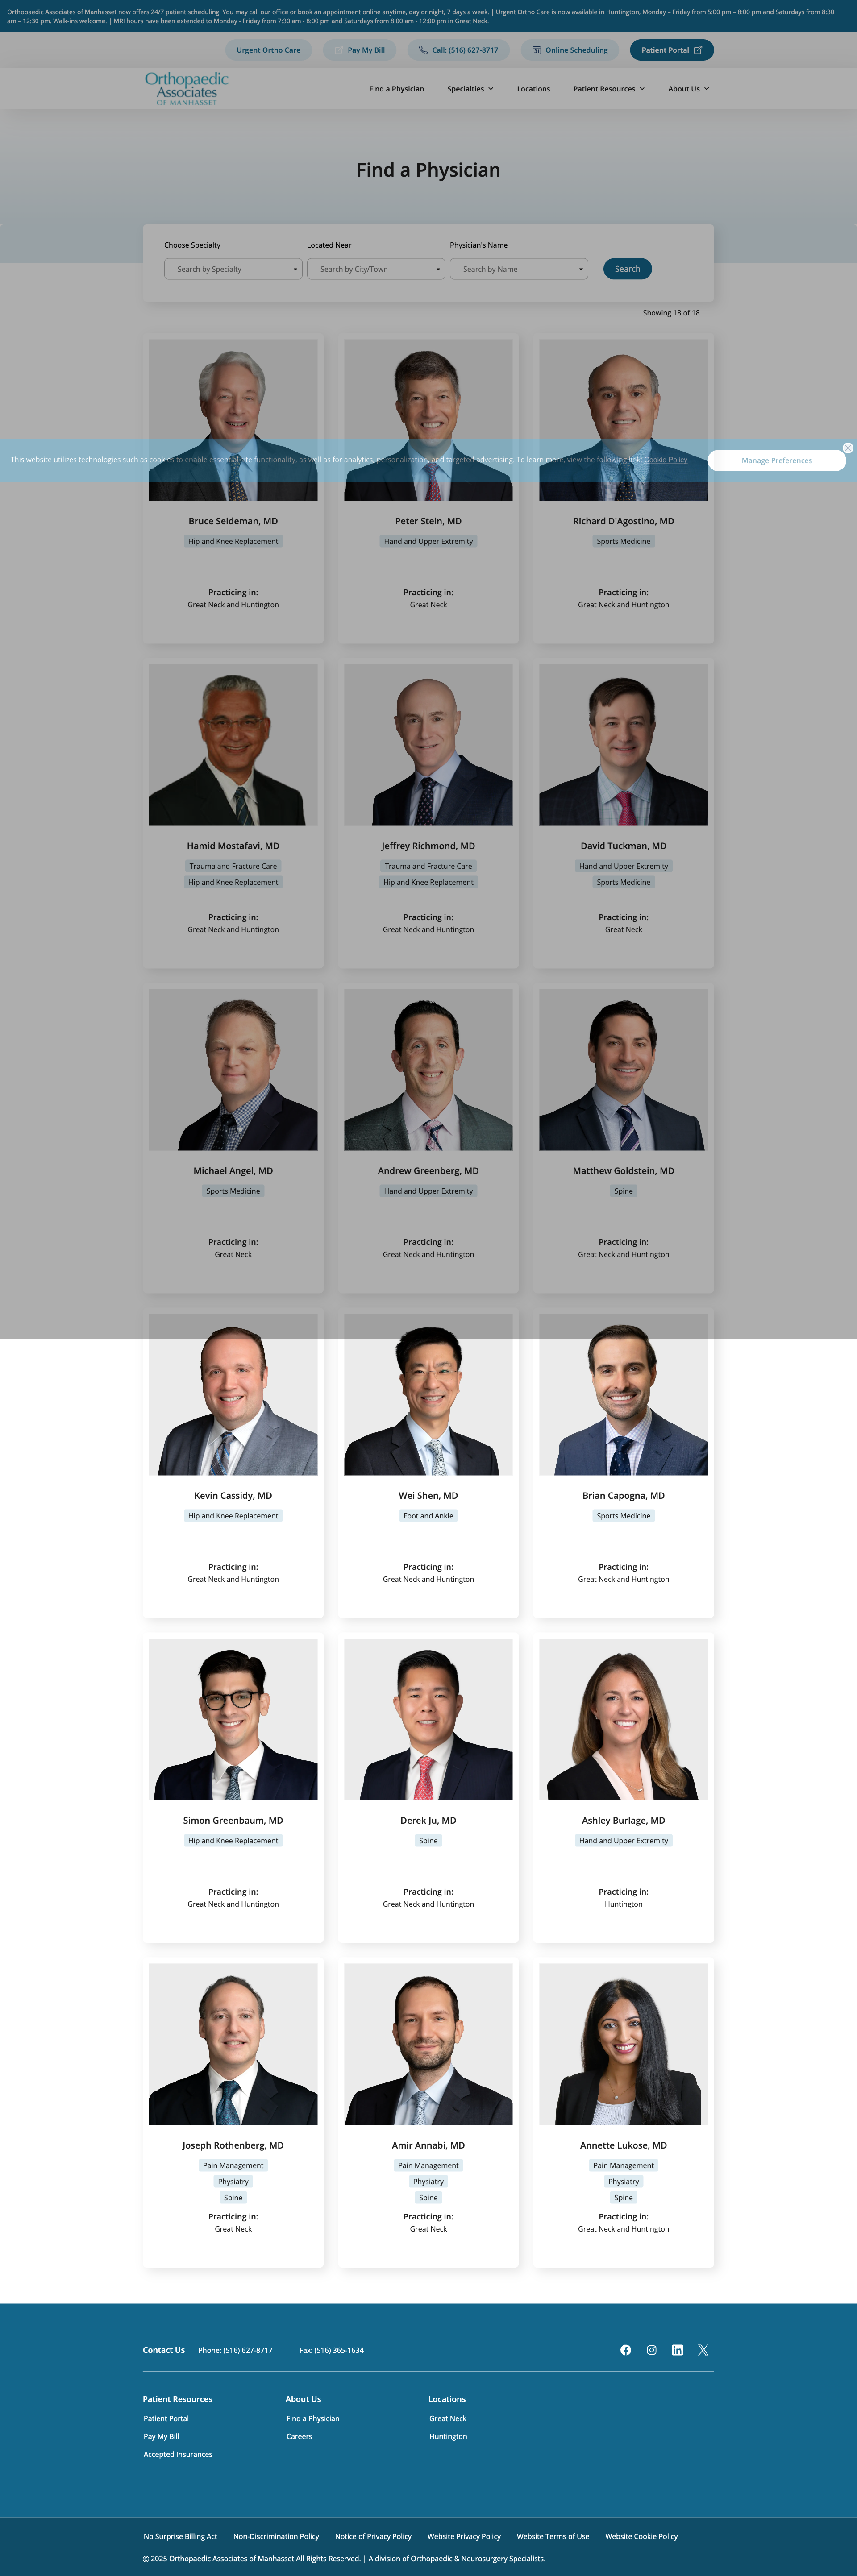 Orthopaedic Associates of Manhasset now offers 24/7 patient scheduling. You may call our office or book an appointment online anytime, day or night, 7 days a week. | Urgent Ortho Care is now available in Huntington, Monday – Friday from 5:00 pm – 8:00 pm and Saturdays from 8:30
am – 12:30 pm. Walk-ins welcome. | MRI hours have been extended to Monday - Friday from 7:30 am - 8:00 pm and Saturdays from 8:00 am - 12:00 pm in Great Neck.
Urgent Ortho Care
Pay My Bill
Call: (516) 627-8717
Online Scheduling
Patient Portal
Orthopaedic
Associates
OF MANHASSET
Find a Physician
Specialties
Locations
Patient Resources
About Us
Find a Physician
Choose Specialty
Located Near
Physician's Name
Search by Specialty
Search by City/Town
Search by Name
Search
Showing 18 of 18
This website utilizes technologies such as cookies to enable essential site functionality, as well as for analytics, personalization, and targeted advertising. To learn more, view the following link: Cookie Policy
Manage Preferences
Bruce Seideman, MD
Hip and Knee Replacement
Practicing in:
Great Neck and Huntington
Peter Stein, MD
Hand and Upper Extremity
Practicing in:
Great Neck
Richard D'Agostino, MD
Sports Medicine
Practicing in:
Great Neck and Huntington
Hamid Mostafavi, MD
Trauma and Fracture Care
Hip and Knee Replacement
Practicing in:
Great Neck and Huntington
Jeffrey Richmond, MD
Trauma and Fracture Care
Hip and Knee Replacement
Practicing in:
Great Neck and Huntington
David Tuckman, MD
Hand and Upper Extremity
Sports Medicine
Practicing in:
Great Neck
Michael Angel, MD
Sports Medicine
Practicing in:
Great Neck
Andrew Greenberg, MD
Hand and Upper Extremity
Practicing in:
Great Neck and Huntington
Matthew Goldstein, MD
Spine
Practicing in:
Great Neck and Huntington
Kevin Cassidy, MD
Hip and Knee Replacement
Practicing in:
Great Neck and Huntington
Wei Shen, MD
Foot and Ankle
Practicing in:
Great Neck and Huntington
Brian Capogna, MD
Sports Medicine
Practicing in:
Great Neck and Huntington
Simon Greenbaum, MD
Hip and Knee Replacement
Practicing in:
Great Neck and Huntington
Derek Ju, MD
Spine
Practicing in:
Great Neck and Huntington
Ashley Burlage, MD
Hand and Upper Extremity
Practicing in:
Huntington
Joseph Rothenberg, MD
Pain Management
Physiatry
Spine
Practicing in:
Great Neck
Amir Annabi, MD
Pain Management
Physiatry
Spine
Practicing in:
Great Neck
Annette Lukose, MD
Pain Management
Physiatry
Spine
Practicing in:
Great Neck and Huntington
Contact Us
Phone: (516) 627-8717
Fax: (516) 365-1634
Patient Resources
Patient Portal
Pay My Bill
Accepted Insurances
About Us
Find a Physician
Careers
Locations
Great Neck
Huntington
No Surprise Billing Act
Non-Discrimination Policy
Notice of Privacy Policy
Website Privacy Policy
Website Terms of Use
Website Cookie Policy
© 2025 Orthopaedic Associates of Manhasset All Rights Reserved. | A division of Orthopaedic & Neurosurgery Specialists.